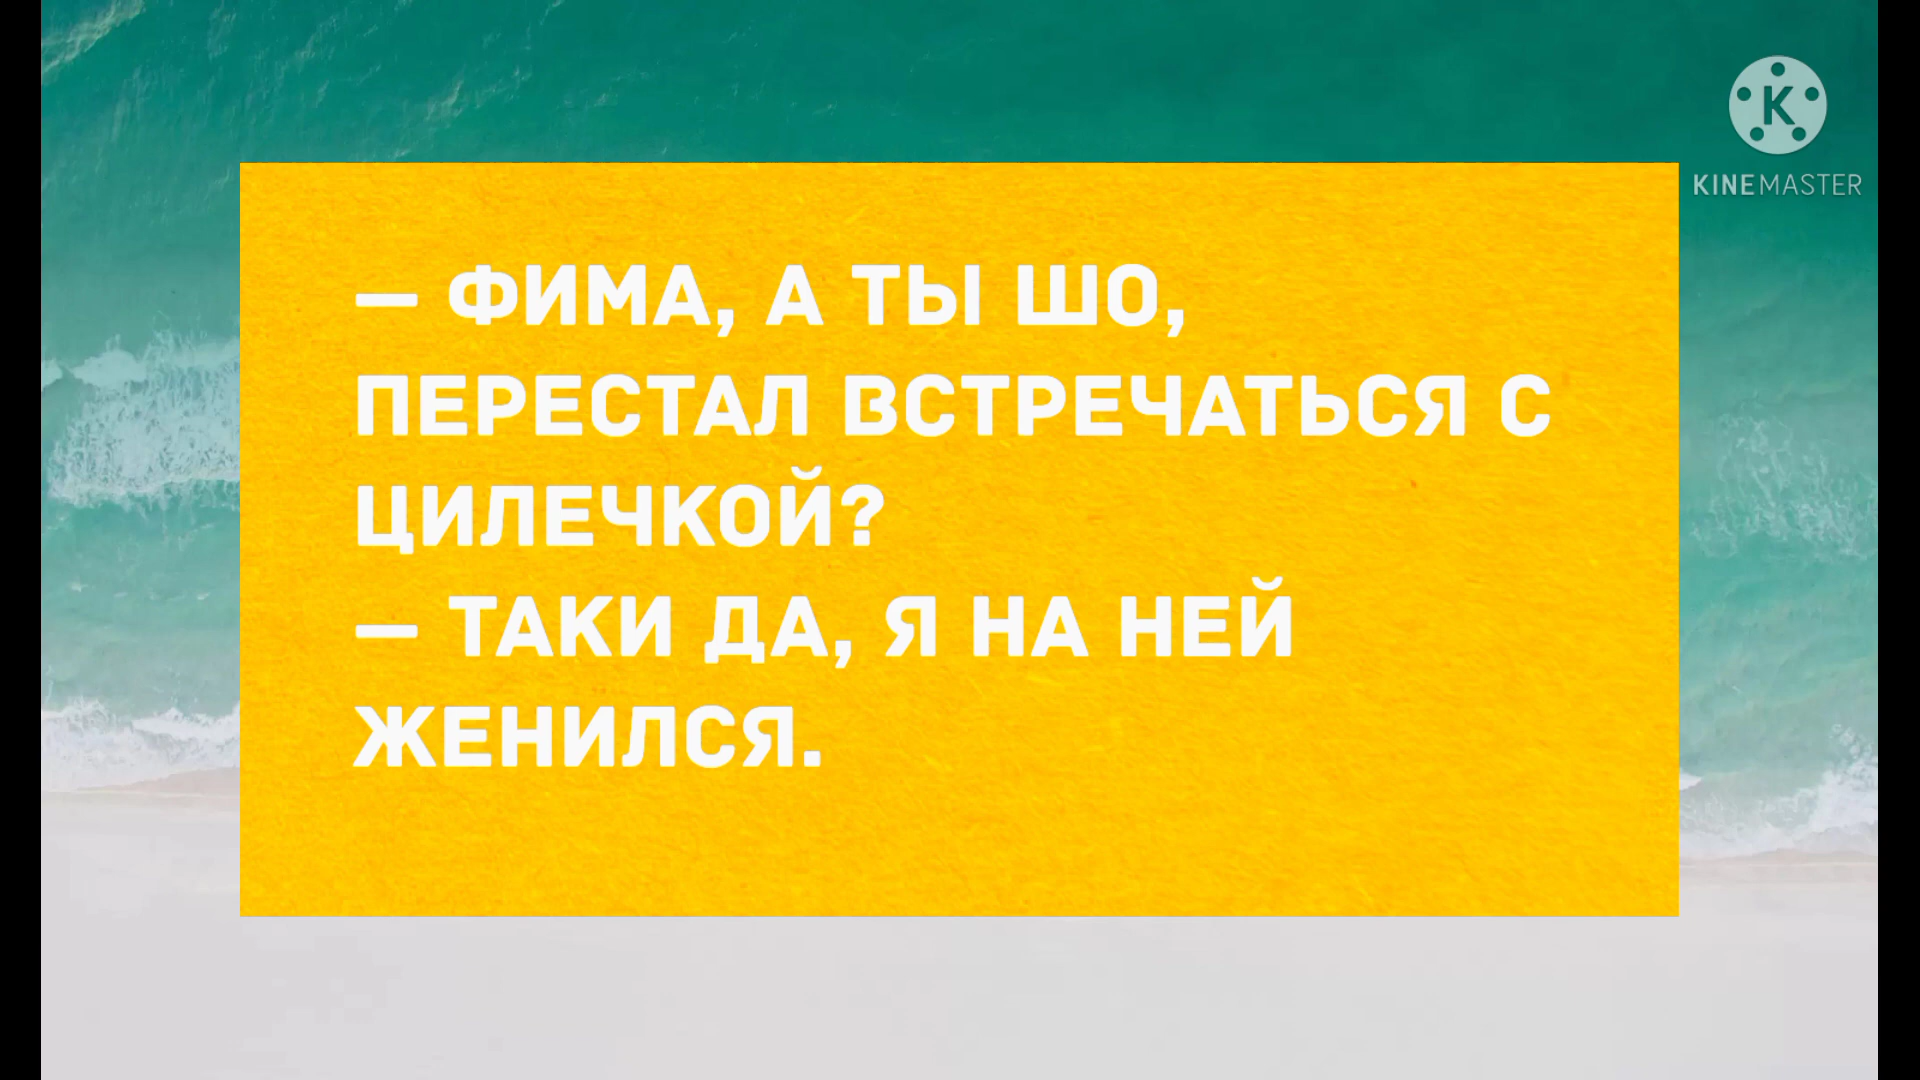 KINEMASTER
— ФИМА, А ТЫ ШО,
ПЕРЕСТАЛ ВСТРЕЧАТЬСЯ С
ЦИЛЕЧКОЙ?
— ТАКИ ДА, Я НА НЕЙ
ЖЕНИЛСЯ.